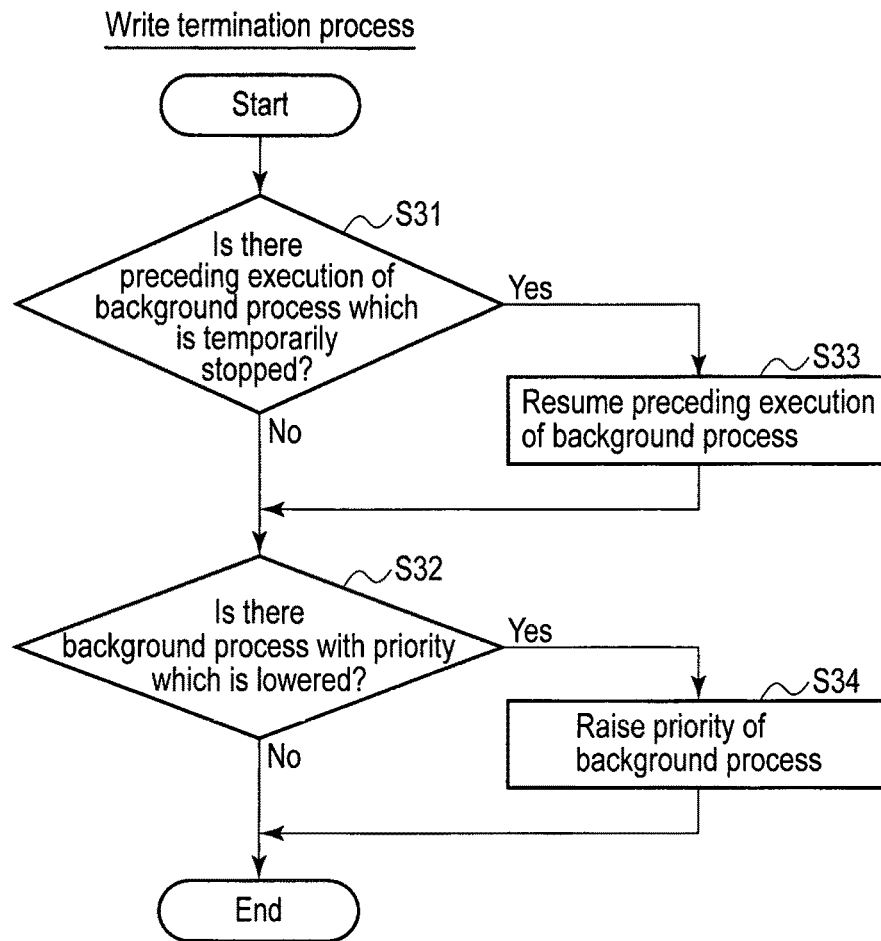 Write termination process
Start
S31
Is there
preceding execution of
background process which
is temporarily
stopped?
Yes
S33
Resume preceding execution
of background process
No
S32
Is there
background process with priority
which is lowered?
Yes
S34
Raise priority of
background process
No
End